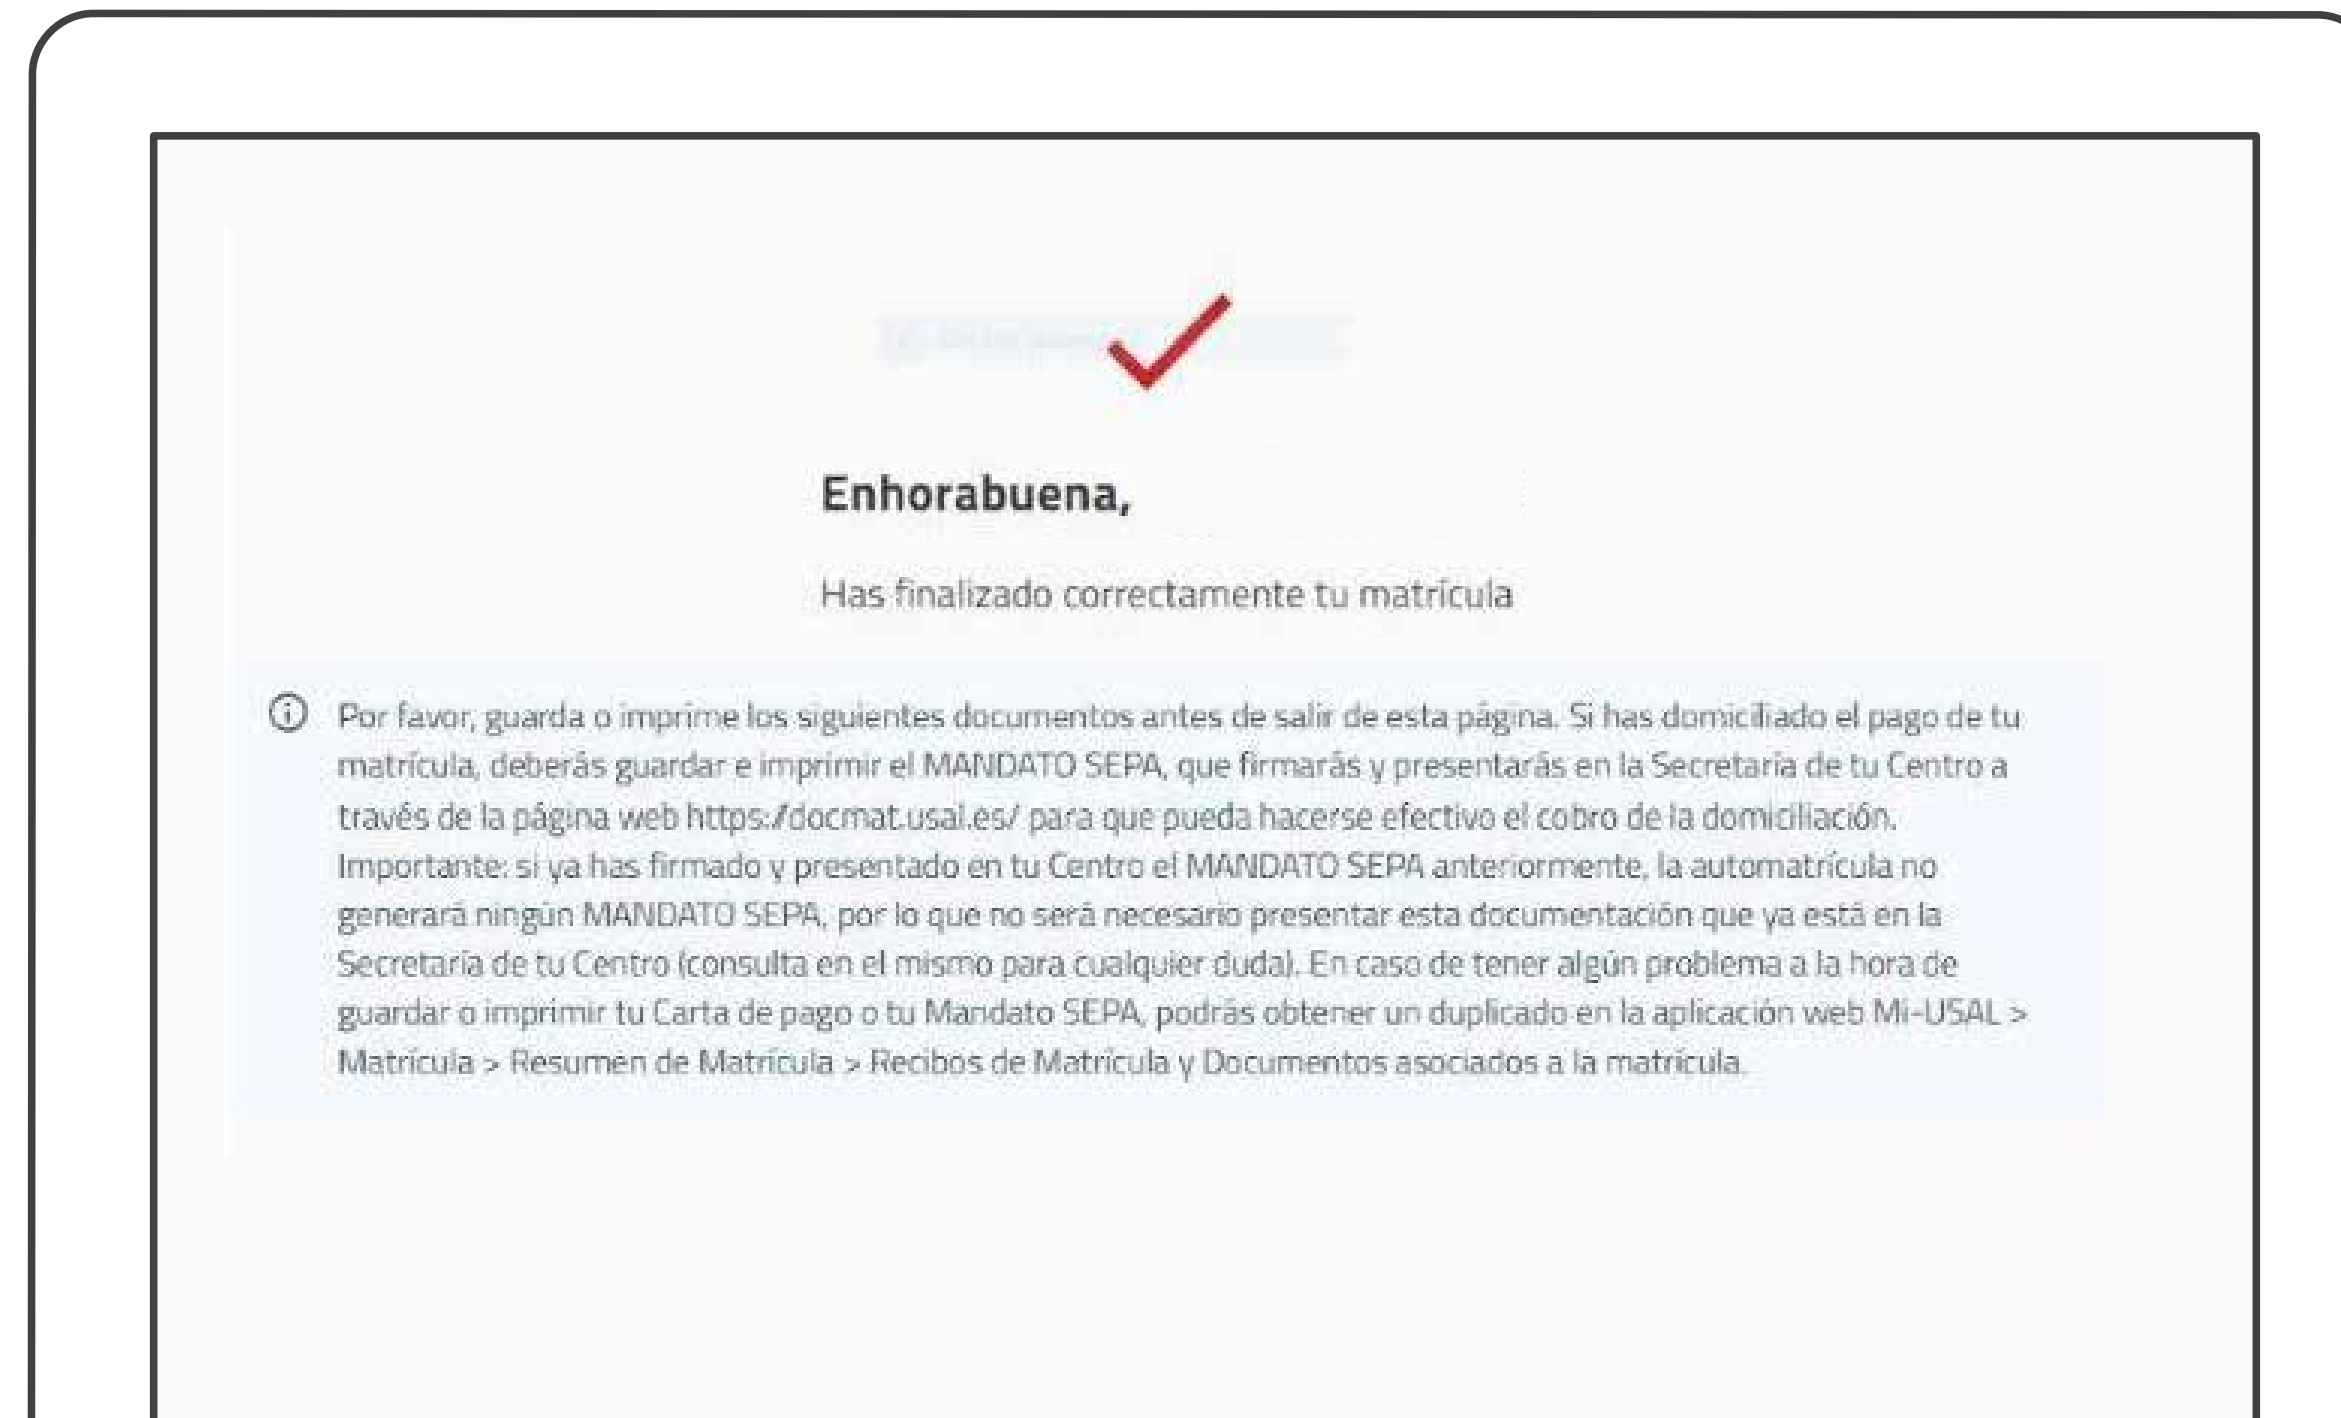 Enhorabuena,
Has finalizado correctamente tu matrícula
Por favor, guarda o imprime los siguientes documentos antes de salir de esta página. Si has domiciliado el pago de tu
matrícula, deberás guardar e imprimir el MANDATO SEPA, que firmarás y presentarás en la Secretaría de tu Centro a
través de la página web https://docmat.usal.es/ para que pueda hacerse efectivo el cobro de la domiciliación.
Importante: si ya has firmado y presentado en tu Centro el MANDATO SEPA anteriormente, la automatrícula no
generará ningún MANDATO SEPA, por lo que no será necesario presentar esta documentación que ya está en la
Secretaría de tu Centro (consulta en el mismo para cualquier duda). En caso de tener algún problema a la hora de
guardar o imprimir tu Carta de pago o tu Mandato SEPA, podrás obtener un duplicado en la aplicación web Mi-USAL >
Matrícula > Resumen de Matrícula > Recibos de Matrícula y Documentos asociados a la matrícula.